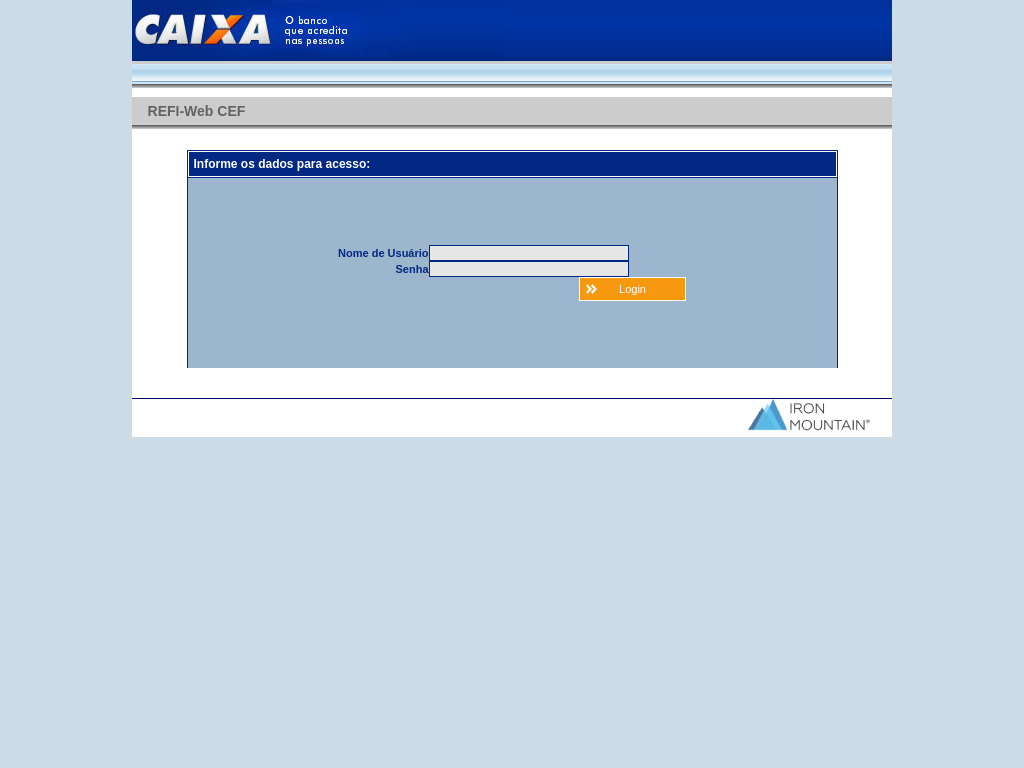 CAIXA
O banco
que acredita
nas pessoas
REFI-Web CEF
Informe os dados para acesso:
Nome de Usuário
Senha
Login
IRON
MOUNTAIN®